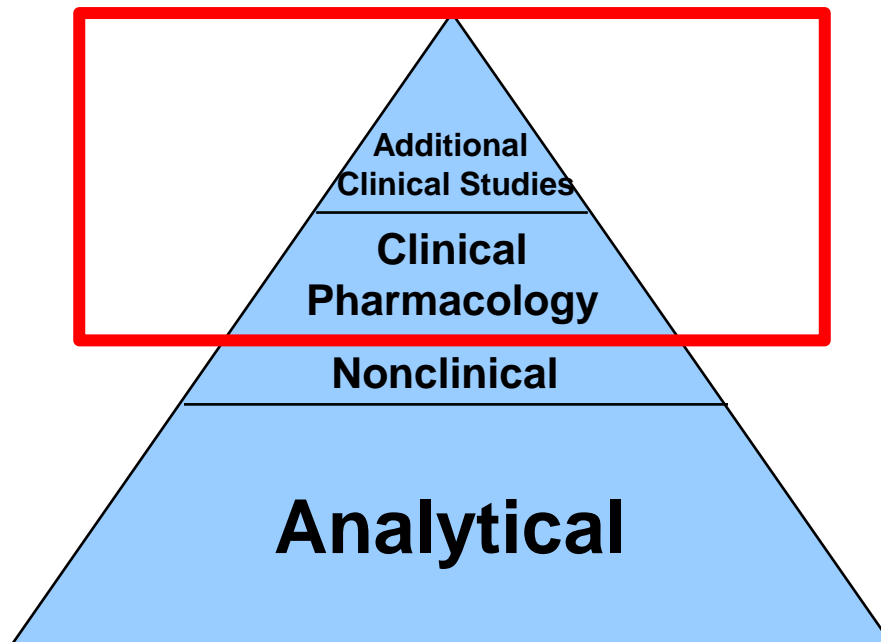 Additional
Clinical Studies
Clinical
Pharmacology
Nonclinical
Analytical